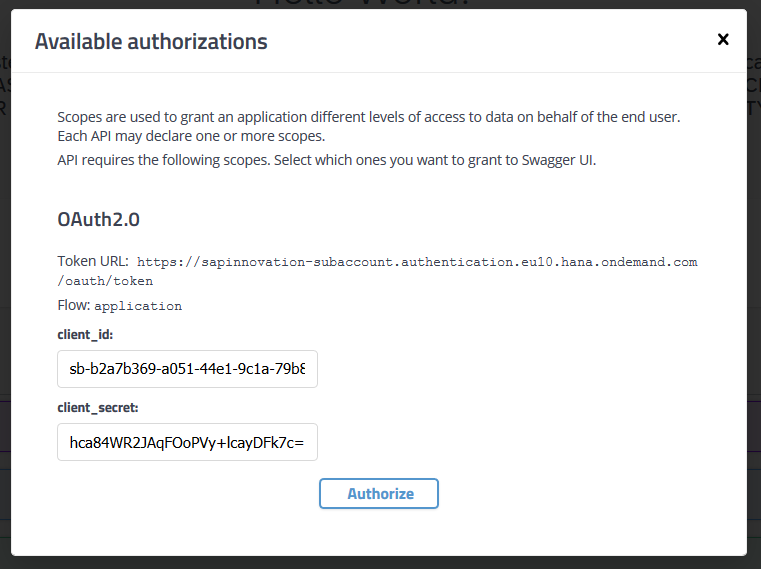 Available authorizations
Scopes are used to grant an application different levels of access to data on behalf of the end user.
Each API may declare one or more scopes.
API requires the following scopes. Select which ones you want to grant to Swagger UI.
OAuth2.0
Token URL: https://sapinnovation-subaccount.authentication.eu10.hana.ondemand.com
/oauth/token
Flow: application
client_id:
sb-b2a7b369-a051-44e1-9c1a-79b8
client_secret:
hca84WR2JAqFOoPVy+lcayDFk7c=
Authorize